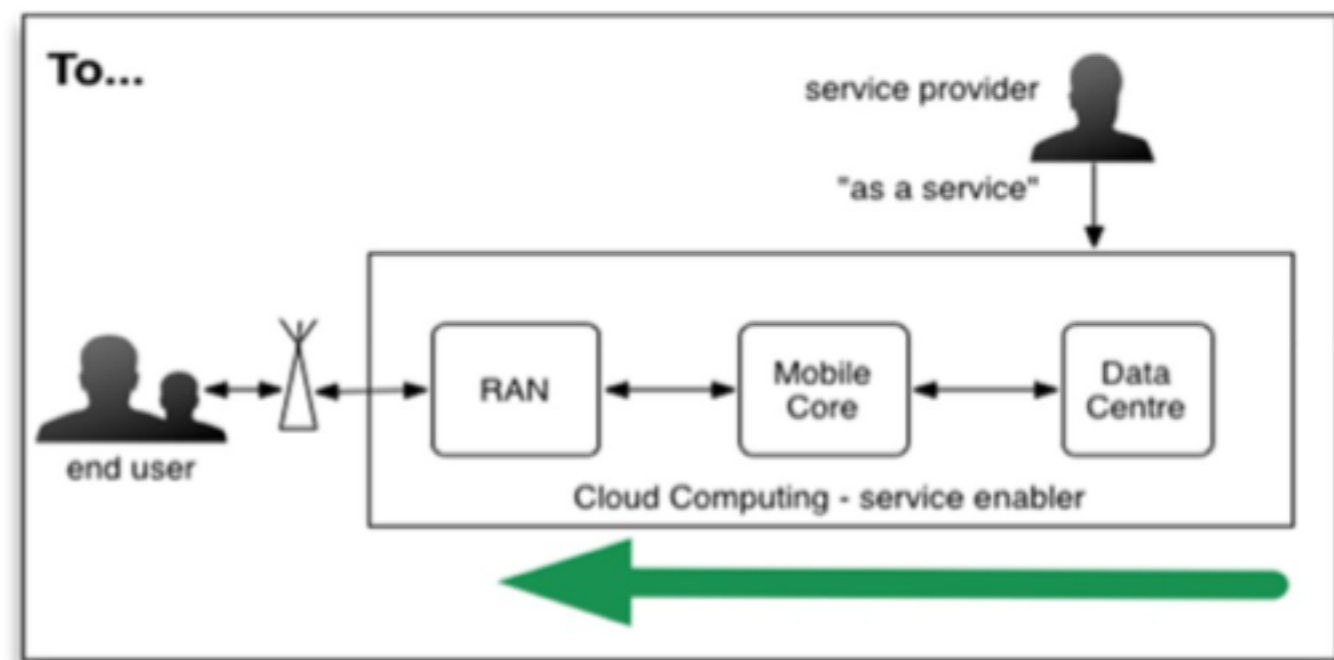 To...
service provider
"as a service"
RAN
Mobile
Core
Data
Centre
end user
Cloud Computing - service enabler